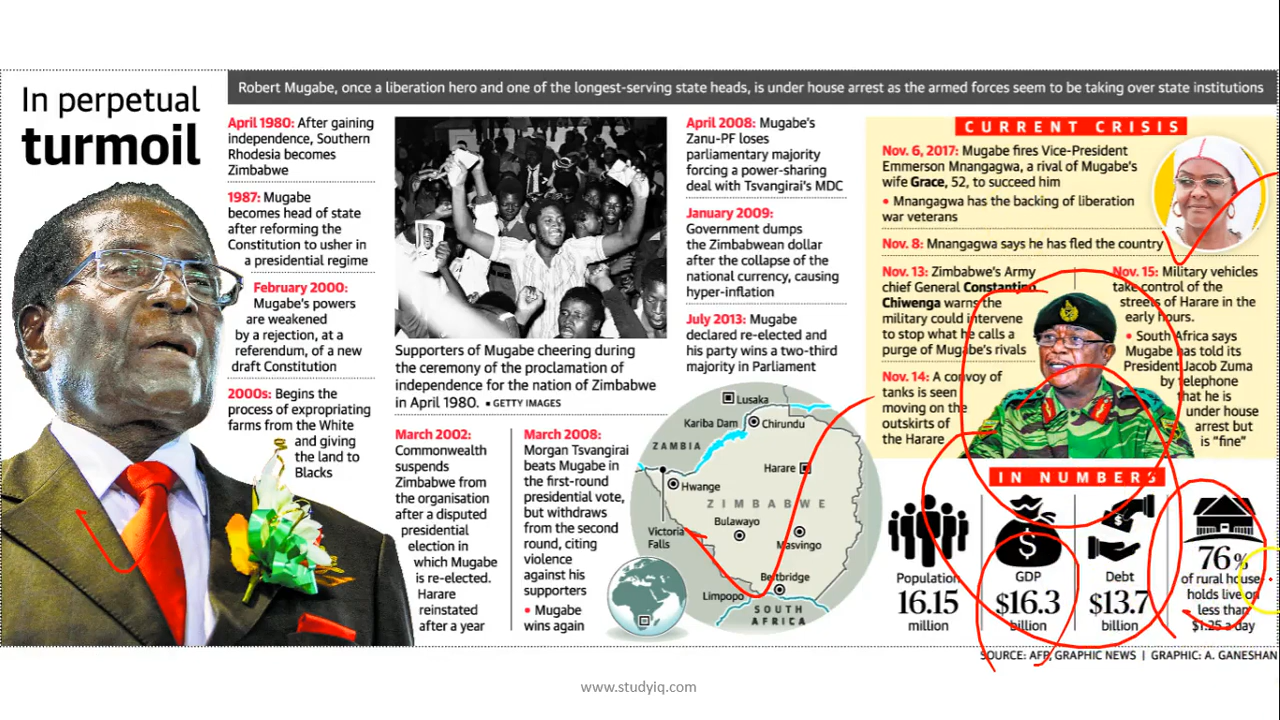 In perpetual
turmoil
Robert Mugabe, once a liberation hero and one of the longest-serving state heads, is under house arrest as the armed forces seem to be taking over state institutions
April 1980: After gaining
independence, Southern
Rhodesia becomes
Zimbabwe
1987: Mugabe
becomes head of state
after reforming the
Constitution to usher in
a presidential regime
February 2000:
Mugabe's powers
are weakened
by a rejection, at a
referendum, of a new
draft Constitution
2000s: Begins the
process of expropriating
farms from the White
and giving
the land to
Blacks
Supporters of Mugabe cheering during
the ceremony of the proclamation of
independence for the nation of Zimbabwe
in April 1980. ▪ GETTY IMAGES
March 2002:
Commonwealth
suspends
Zimbabwe from
the organisation
after a disputed
presidential
election in
which Mugabe
is re-elected.
Harare
reinstated
after a year
March 2008:
Morgan Tsvangirai
beats Mugabe in
the first-round
presidential vote,
but withdraws
from the second
round, citing
violence
against his
supporters
• Mugabe
wins again
April 2008: Mugabe's
Zanu-PF loses
parliamentary majority
forcing a power-sharing
deal with Tsvangirai's MDC
January 2009:
Government dumps
the Zimbabwean dollar
after the collapse of the
national currency, causing
hyper-inflation
July 2013: Mugabe
declared re-elected and
his party wins a two-third
majority in Parliament
Lusaka
Kariba Dam
Chirundu
ZAMBIA
Harare
Hwange
ZIMBABWE
Bulawayo
Victoria
Falls
Masvingo
Beitbridge
Limpopo
SOUTH
AFRICA
CURRENT CRISIS
Nov. 6, 2017: Mugabe fires Vice-President
Emmerson Mnangagwa, a rival of Mugabe's
wife Grace, 52, to succeed him
• Mnangagwa has the backing of liberation
war veterans
Nov. 8: Mnangagwa says he has fled the country
Nov. 13: Zimbabwe's Army
chief General Constantino
Chiwenga warns the
military could intervene
to stop what he calls a
purge of Mugabe's rivals
Nov. 14: A convoy of
tanks is seen
moving on the
outskirts of
the Harare
Nov. 15: Military vehicles
take control of the
streets of Harare in the
early hours.
• South Africa says
Mugabe has told its
President Jacob Zuma
by telephone
that he is
under house
arrest but
is "fine"
IN NUMBERS
Population
16.15
million
GDP
$16.3
billion
Debt
$13.7
billion
76%
of rural house-
holds live on
less than
$1.25 a day
SOURCE: AFP, GRAPHIC NEWS | GRAPHIC: A. GANESHAN
www.studyiq.com